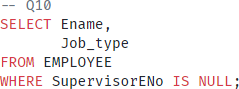 -- Q10
SELECT Ename,
       Job_type
FROM EMPLOYEE
WHERE SupervisorENo IS NULL;